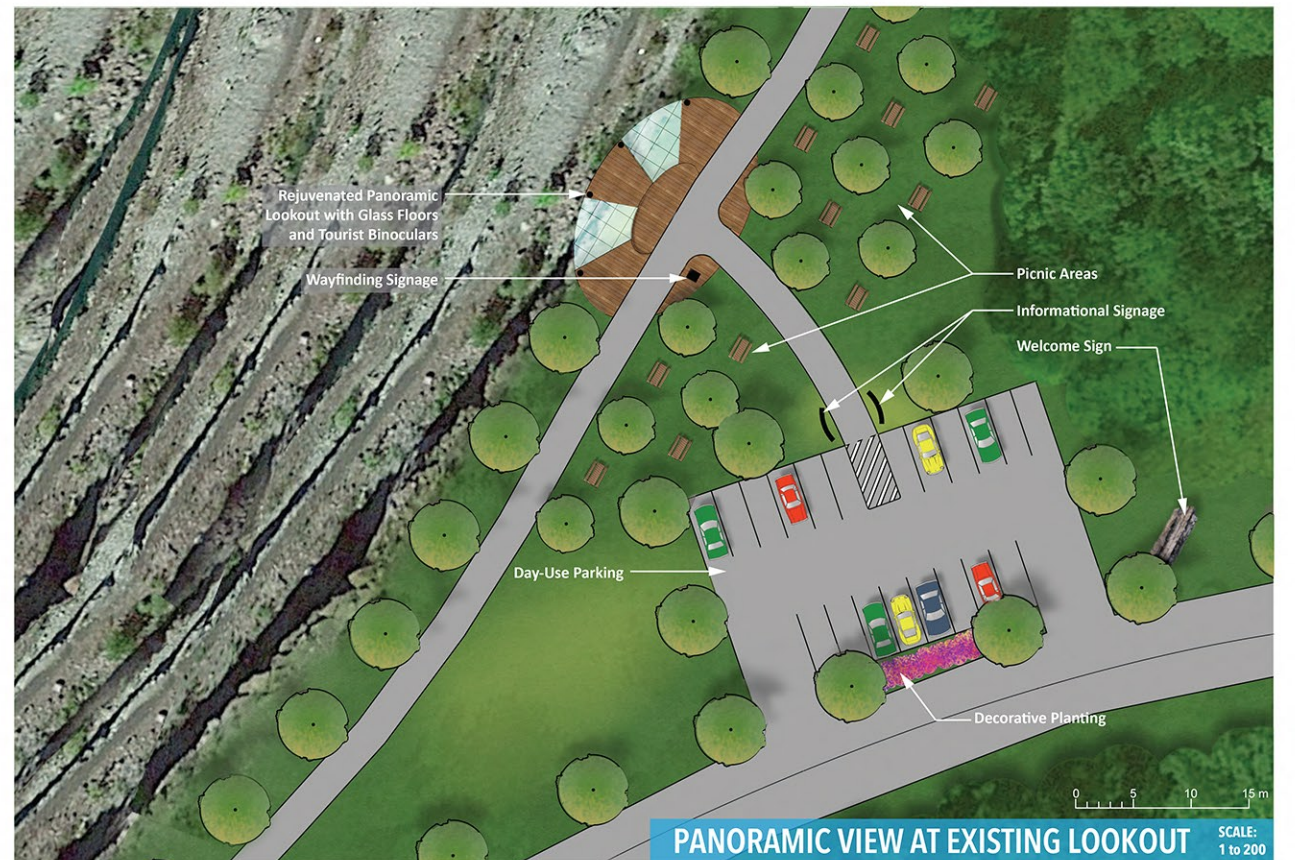 Rejuvenated Panoramic
Lookout with Glass Floors
and Tourist Binoculars
Wayfinding Signage
Picnic Areas
Informational Signage
Welcome Sign
Day-Use Parking
Decorative Planting
0 5 10 15 m
PANORAMIC VIEW AT EXISTING LOOKOUT
SCALE:
1 to 200